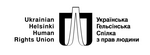 Ukrainian
Helsinki
Human
Rights Union
Українська
Гельсінська
Спілка
з прав людини